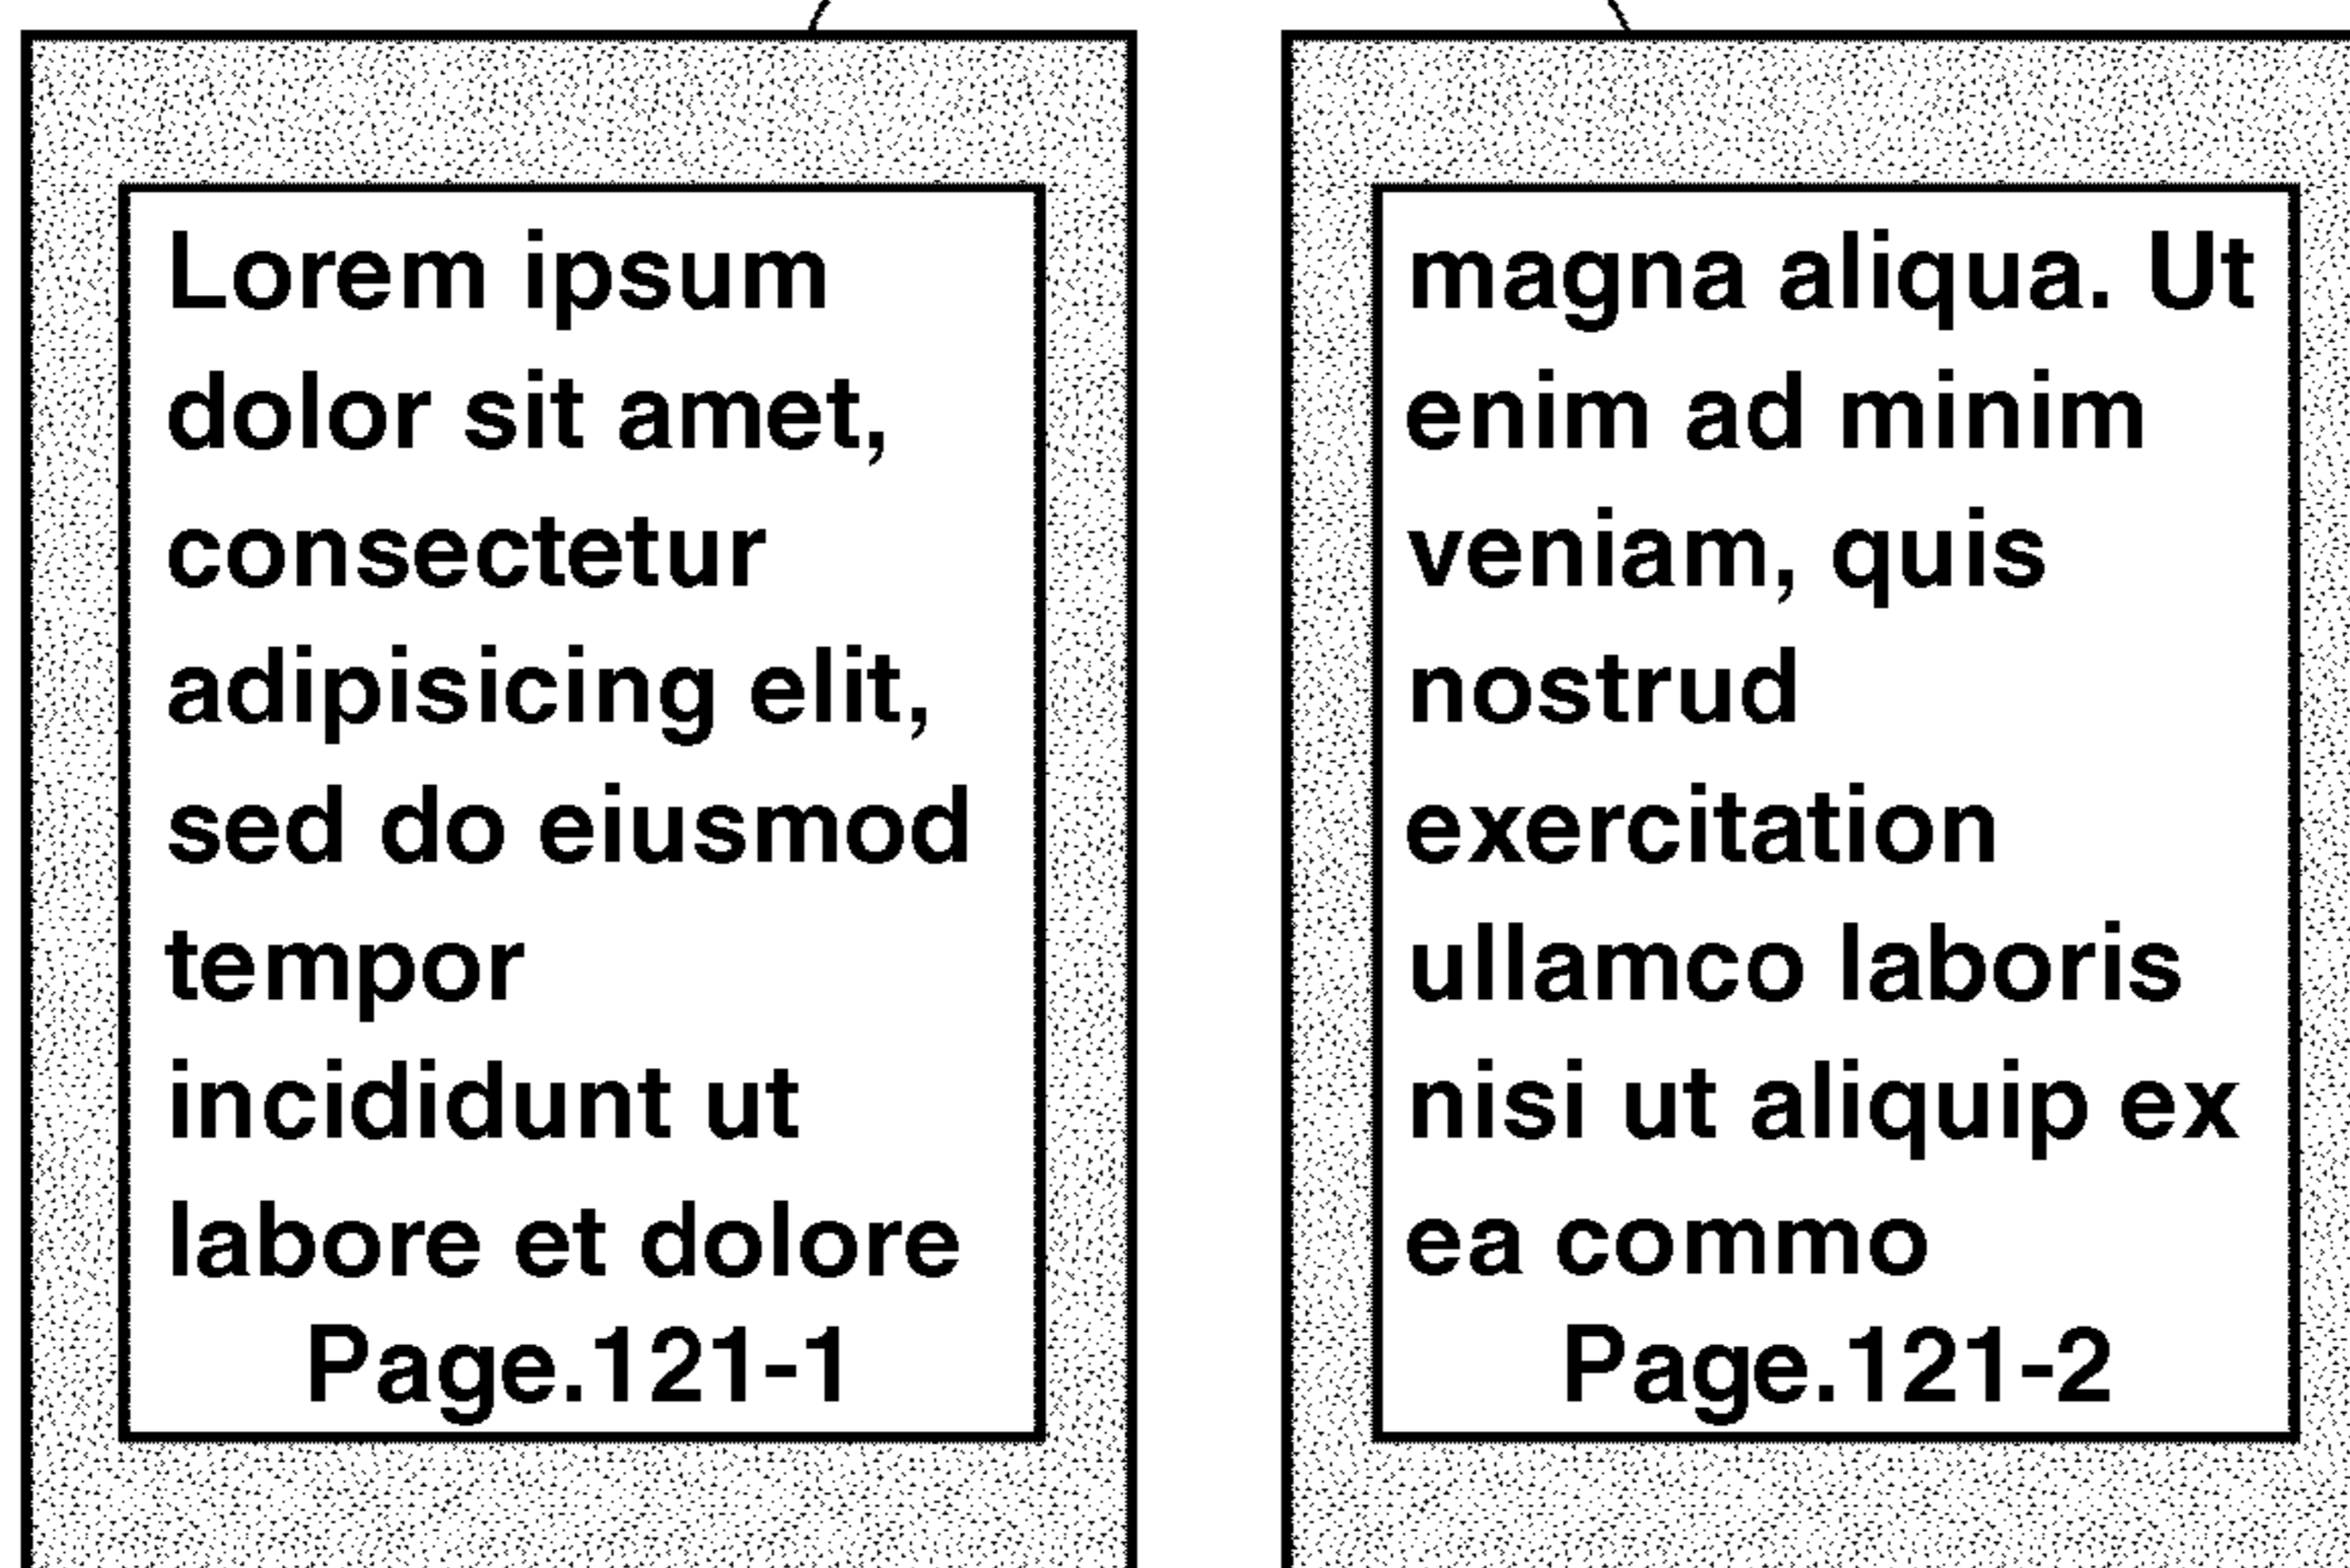 Lorem ipsum
dolor sit amet,
consectetur
adipisicing elit,
sed do eiusmod
tempor
incididunt ut
labore et dolore
Page.121-1
magna aliqua. Ut
enim ad minim
veniam, quis
nostrud
exercitation
ullamco laboris
nisi ut aliquip ex
ea commo
Page.121-2